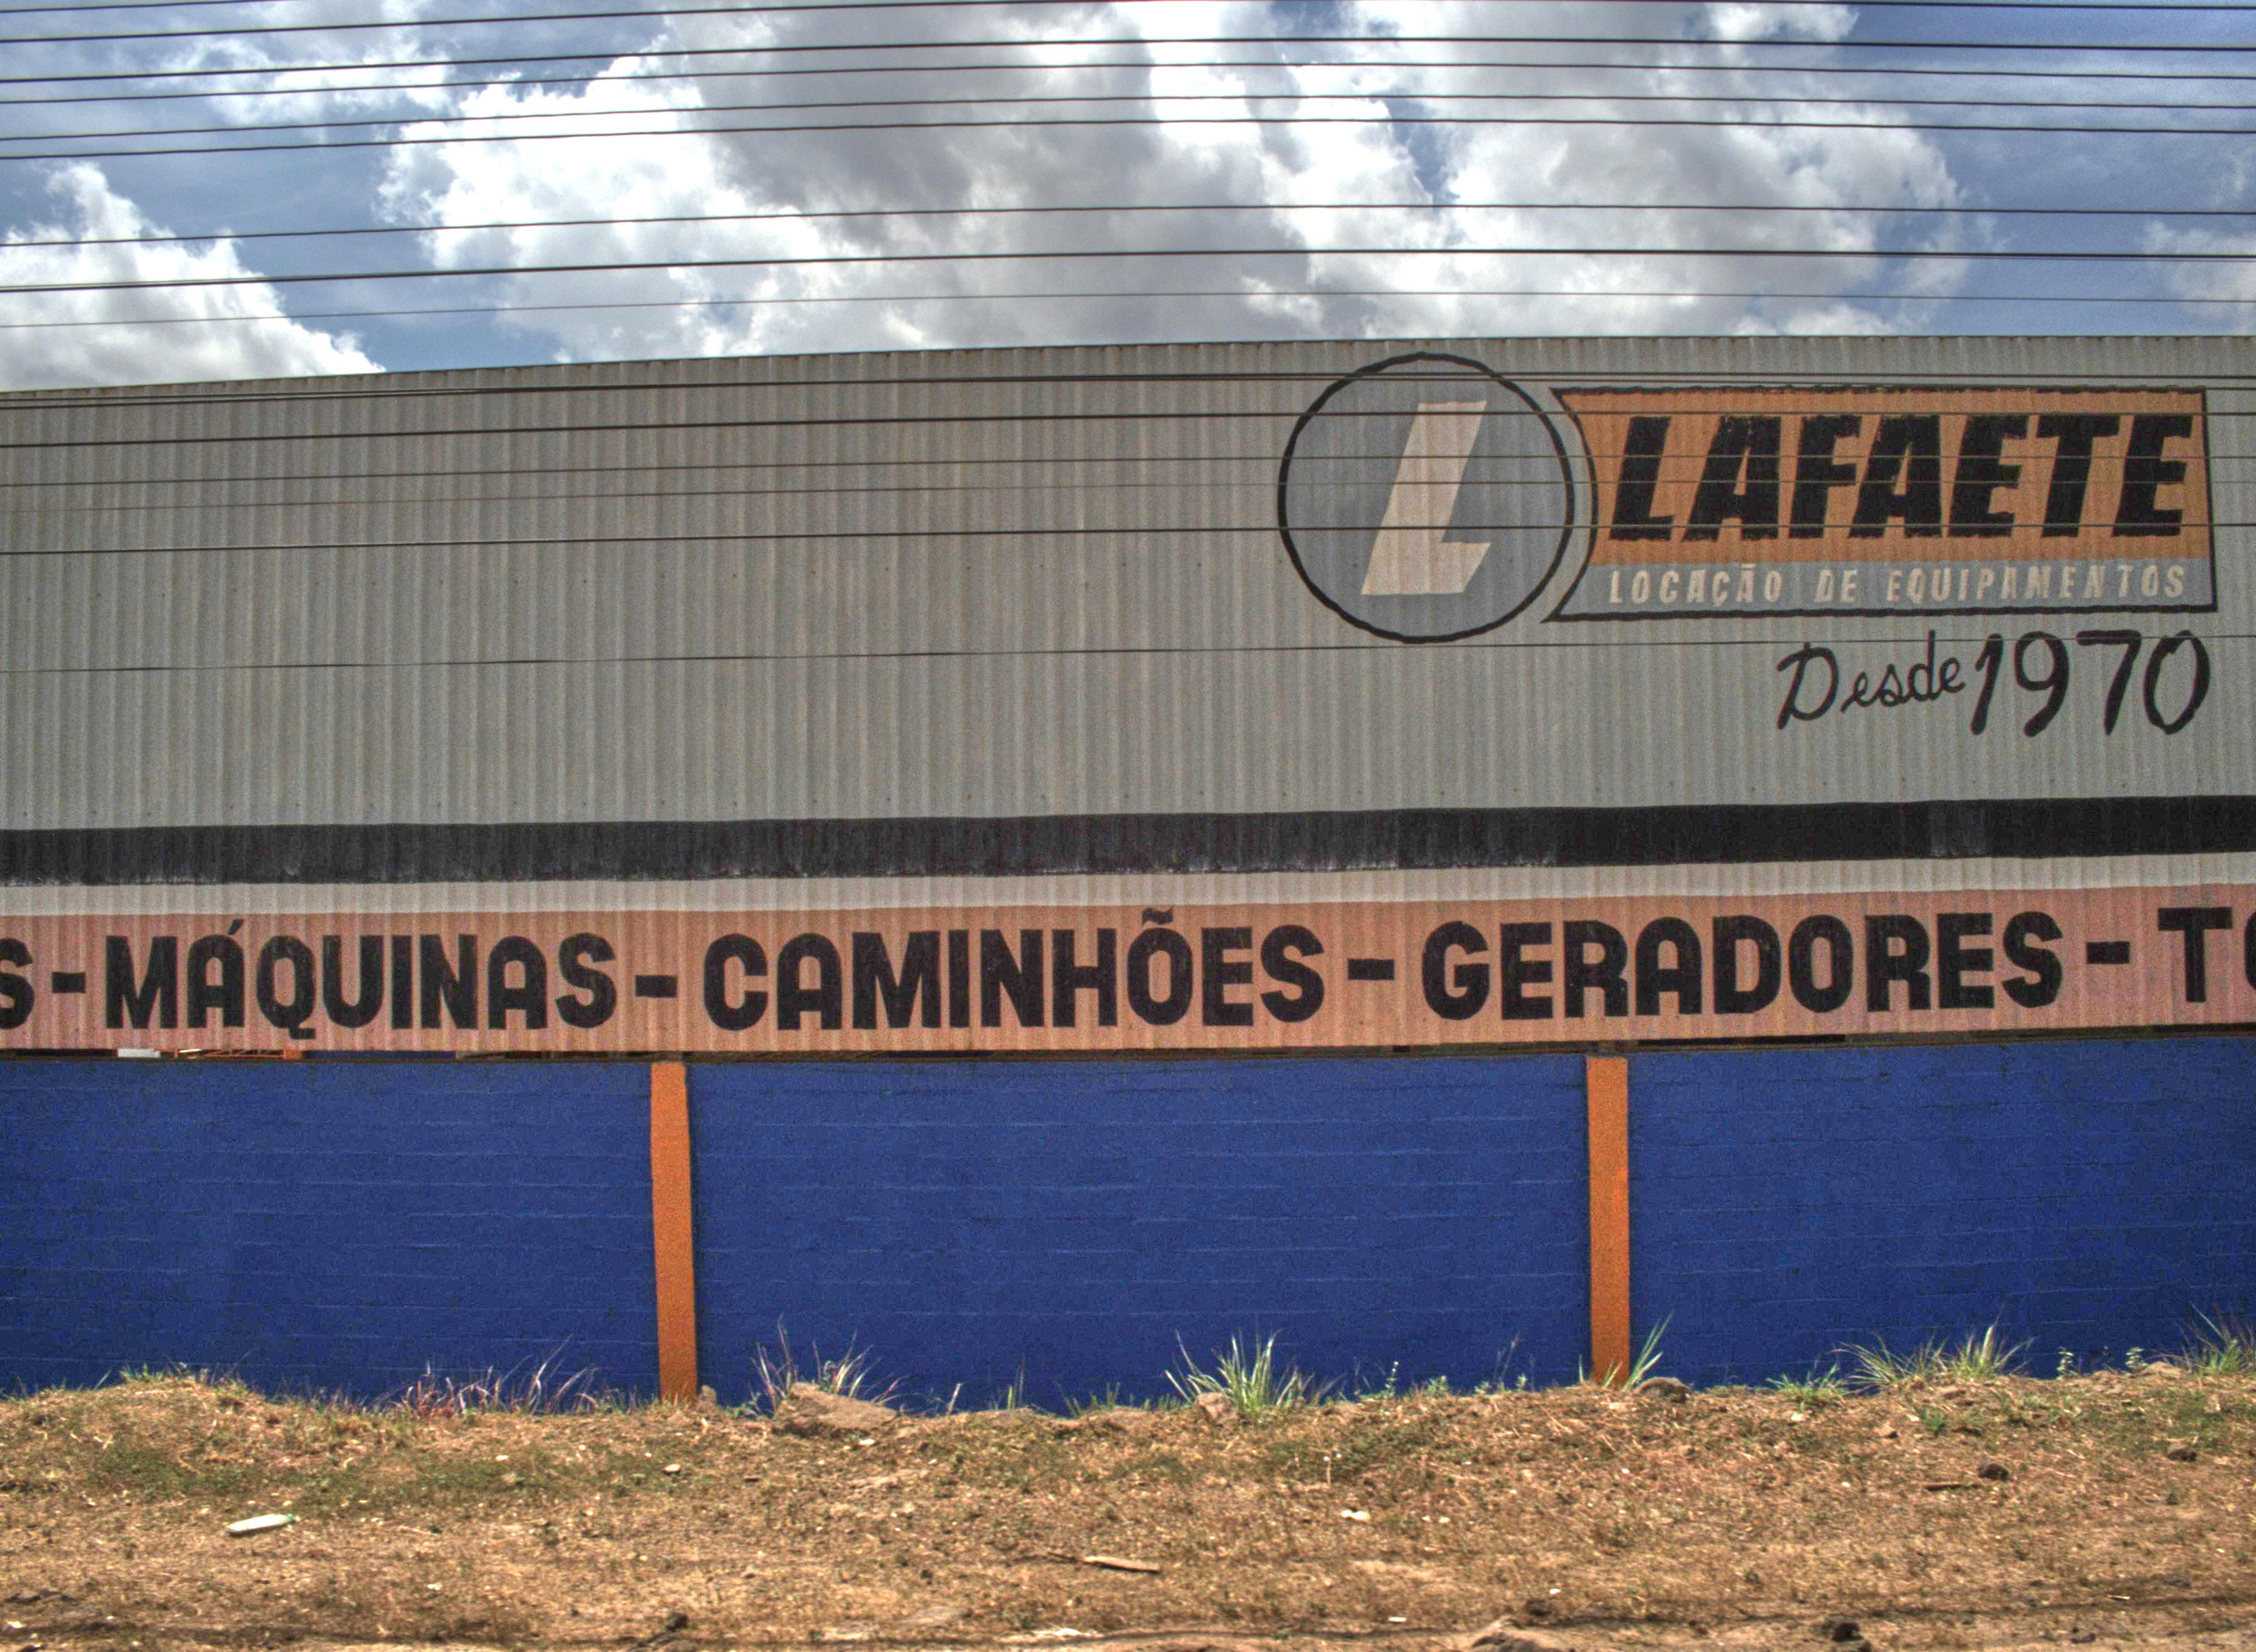 L
LAFAETE
LOCAÇÃO DE EQUIPAMENTOS
Desde 1970
- MÁQUINAS - CAMINHÕES - GERADORES -